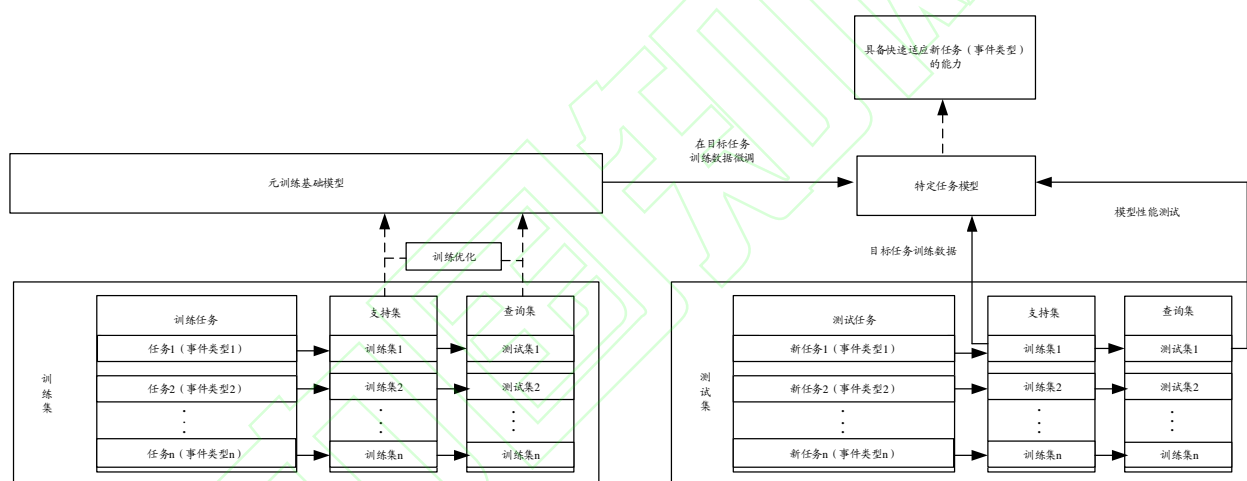 具备快速适应新任务（事件类型）
的能力
在目标任务
训练数据微调
元训练基础模型
特定任务模型
模型性能测试
训练优化
目标任务训练数据
训练集
训练任务
支持集
查询集
任务1（事件类型1）
训练集1
测试集1
任务2（事件类型2）
训练集2
测试集2
任务n（事件类型n）
训练集n
训练集n
测试集
测试任务
支持集
查询集
新任务1（事件类型1）
训练集1
测试集1
新任务2（事件类型2）
训练集2
测试集2
新任务n（事件类型n）
训练集n
训练集n